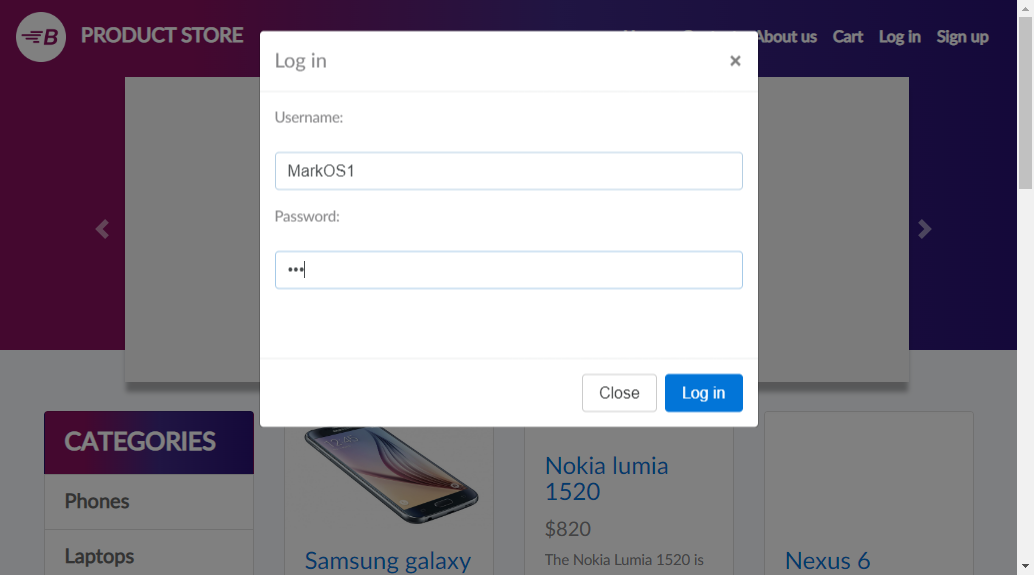 B PRODUCT STORE
About us Cart Log in Sign up
Log in ×
Username:
MarkOS1
Password:
•••
Close Log in
CATEGORIES
Phones
Laptops
Samsung galaxy
Nokia lumia
1520
$820
The Nokia Lumia 1520 is
Nexus 6